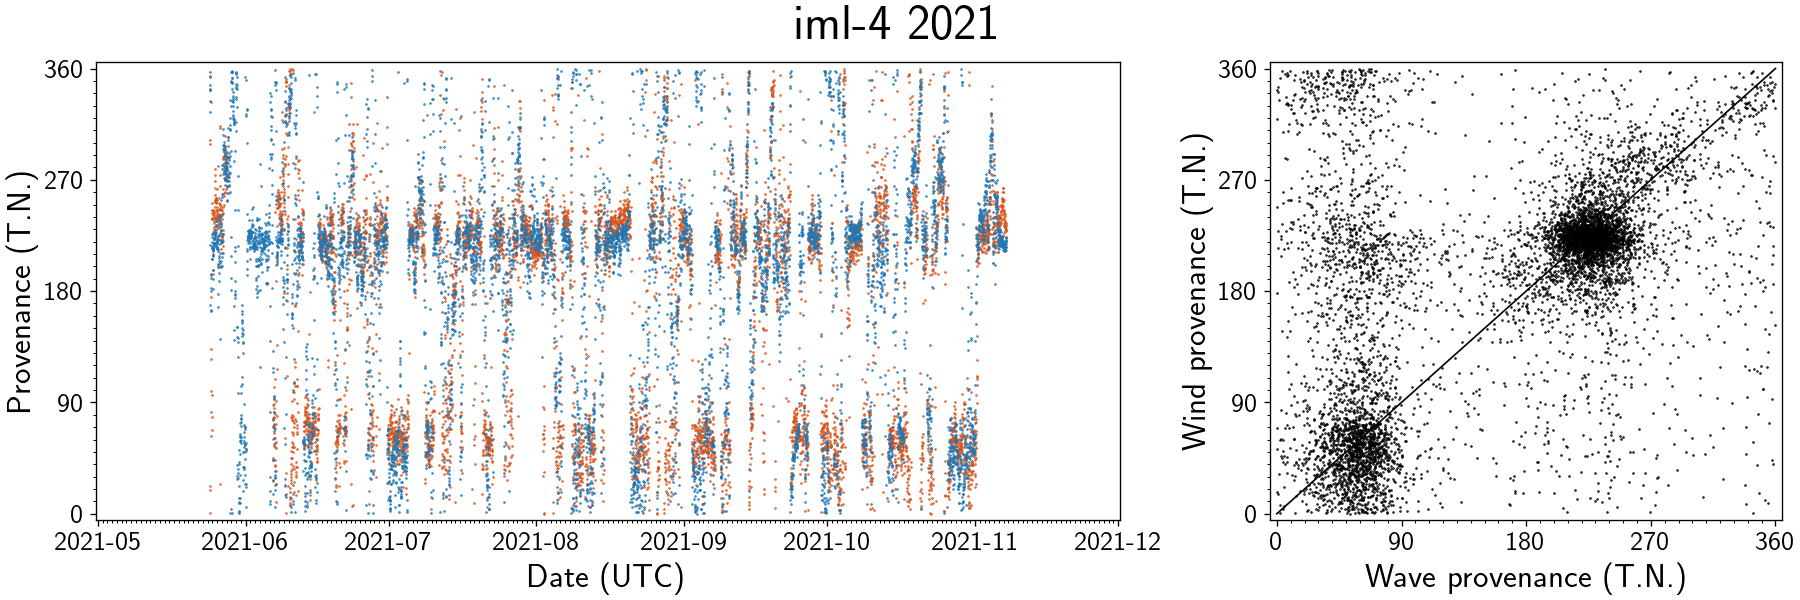 iml-4 2021
360
270
180
90
0
Provenance (T.N.)
2021-05 2021-06 2021-07 2021-08 2021-09 2021-10 2021-11 2021-12
Date (UTC)
360
270
180
90
0
Wind provenance (T.N.)
0 90 180 270 360
Wave provenance (T.N.)